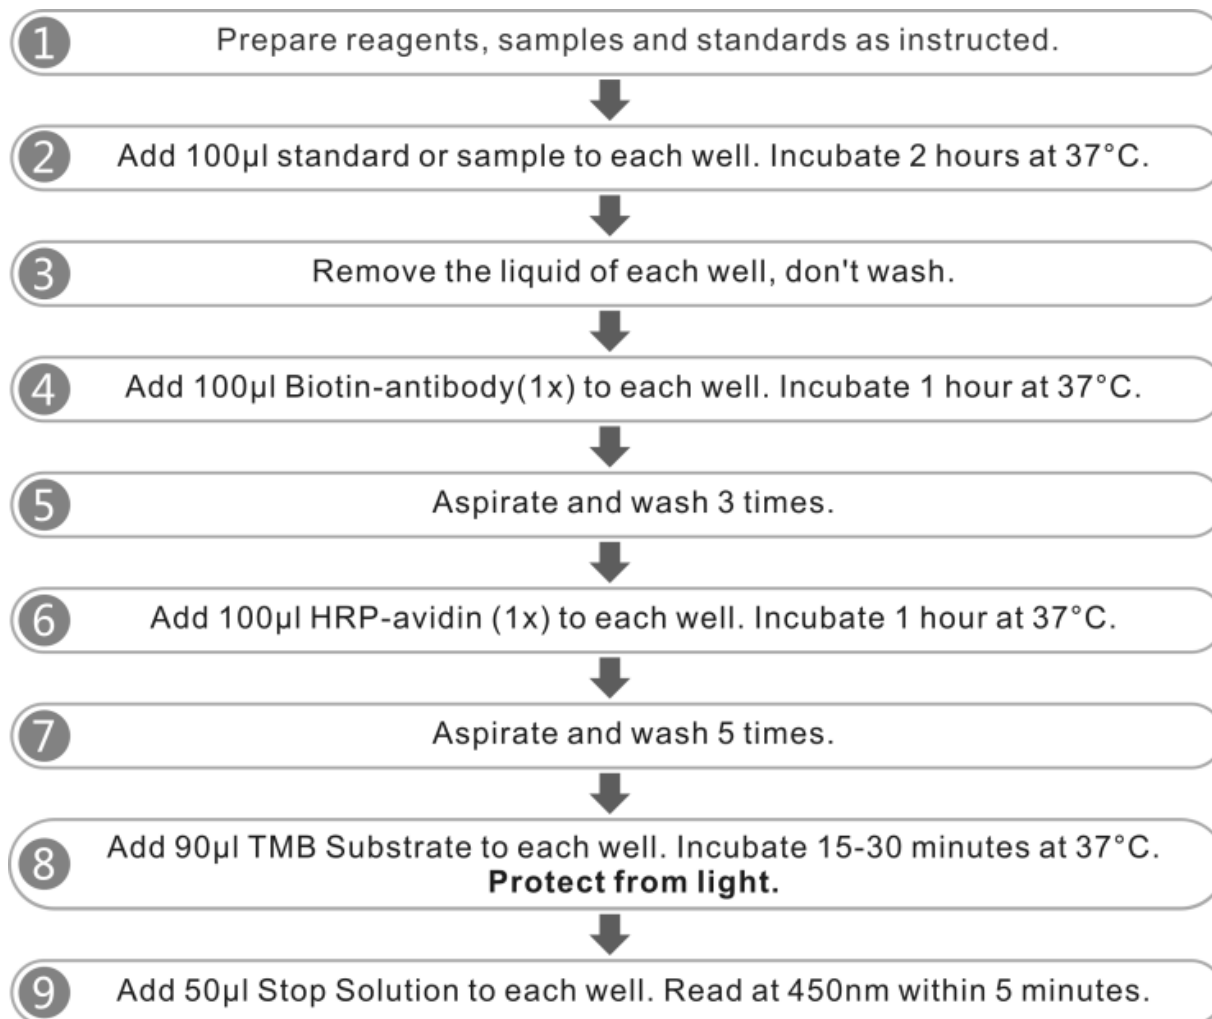 1 Prepare reagents, samples and standards as instructed.
2 Add 100µl standard or sample to each well. Incubate 2 hours at 37°C.
3 Remove the liquid of each well, don't wash.
4 Add 100µl Biotin-antibody(1x) to each well. Incubate 1 hour at 37°C.
5 Aspirate and wash 3 times.
6 Add 100µl HRP-avidin (1x) to each well. Incubate 1 hour at 37°C.
7 Aspirate and wash 5 times.
8 Add 90µl TMB Substrate to each well. Incubate 15-30 minutes at 37°C.
Protect from light.
9 Add 50µl Stop Solution to each well. Read at 450nm within 5 minutes.